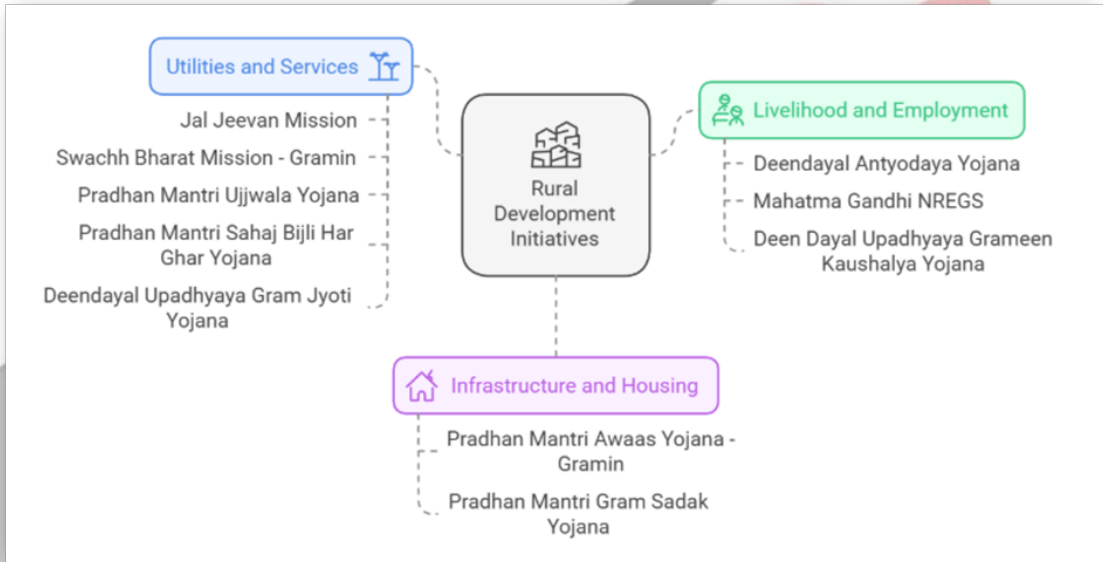 Utilities and Services
Jal Jeevan Mission
Swachh Bharat Mission - Gramin
Pradhan Mantri Ujjwala Yojana
Pradhan Mantri Sahaj Bijli Har
Ghar Yojana
Deendayal Upadhyaya Gram Jyoti
Yojana
Rural
Development
Initiatives
Livelihood and Employment
Deendayal Antyodaya Yojana
Mahatma Gandhi NREGS
Deen Dayal Upadhyaya Grameen
Kaushalya Yojana
Infrastructure and Housing
Pradhan Mantri Awaas Yojana -
Gramin
Pradhan Mantri Gram Sadak
Yojana